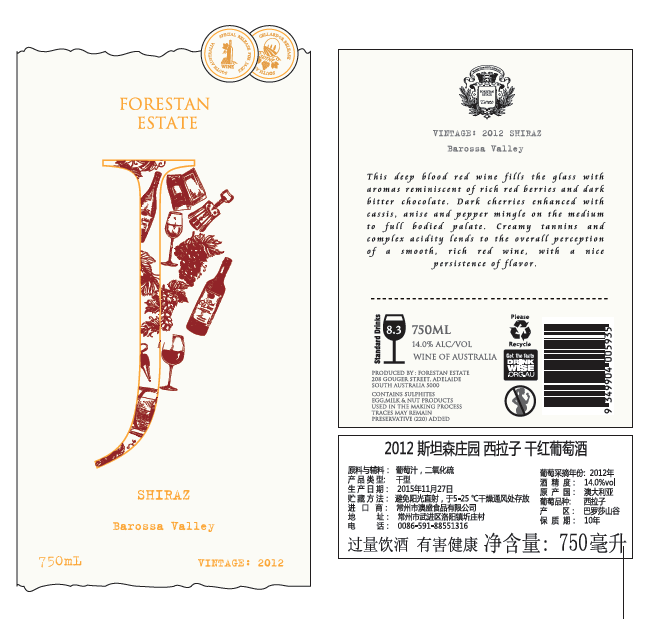 FORESTAN
ESTATE
SHIRAZ
Barossa Valley
750mL
VINTAGE: 2012
VINTAGE: 2012 SHIRAZ
Barossa Valley
This deep blood red wine fills the glass with
aromas reminiscent of rich red berries and dark
bitter chocolate. Dark cherries enhanced with
cassis, anise and pepper mingle on the medium
to full bodied palate. Creamy tannins and
complex acidity lends to the overall perception
of a smooth, rich red wine, with a nice
persistence of flavor.
Standard Drinks
8.3
750ML
14.0% ALC/VOL
WINE OF AUSTRALIA
PRODUCED BY: FORESTAN ESTATE
208 GOUGER STREET, ADELAIDE
SOUTH AUSTRALIA 5000
CONTAINS SULPHITES
EGG,MILK & NUT PRODUCTS
USED IN THE MAKING PROCESS
TRACES MAY REMAIN
PRESERVATIVE (220) ADDED
Please
Recycle
Get the facts
DRINK
WISE
.ORG.AU
9 349904 005935
2012 斯坦森庄园 西拉子 干红葡萄酒
原料与辅料： 葡萄汁，二氧化硫
产品类型: 干型
生产日期： 2015年11月27日
贮藏方法： 避免阳光直射，于5-25 ℃干燥通风处存放
进口商： 常州市澳盛食品有限公司
地址： 常州市武进区洛阳镇圻庄村
电话： 0086-591-88551316
葡萄采摘年份: 2012年
酒精度： 14.0%vol
原产国： 澳大利亚
葡萄品种： 西拉子
产区： 巴罗莎山谷
保质期： 10年
过量饮酒 有害健康 净含量：750毫升